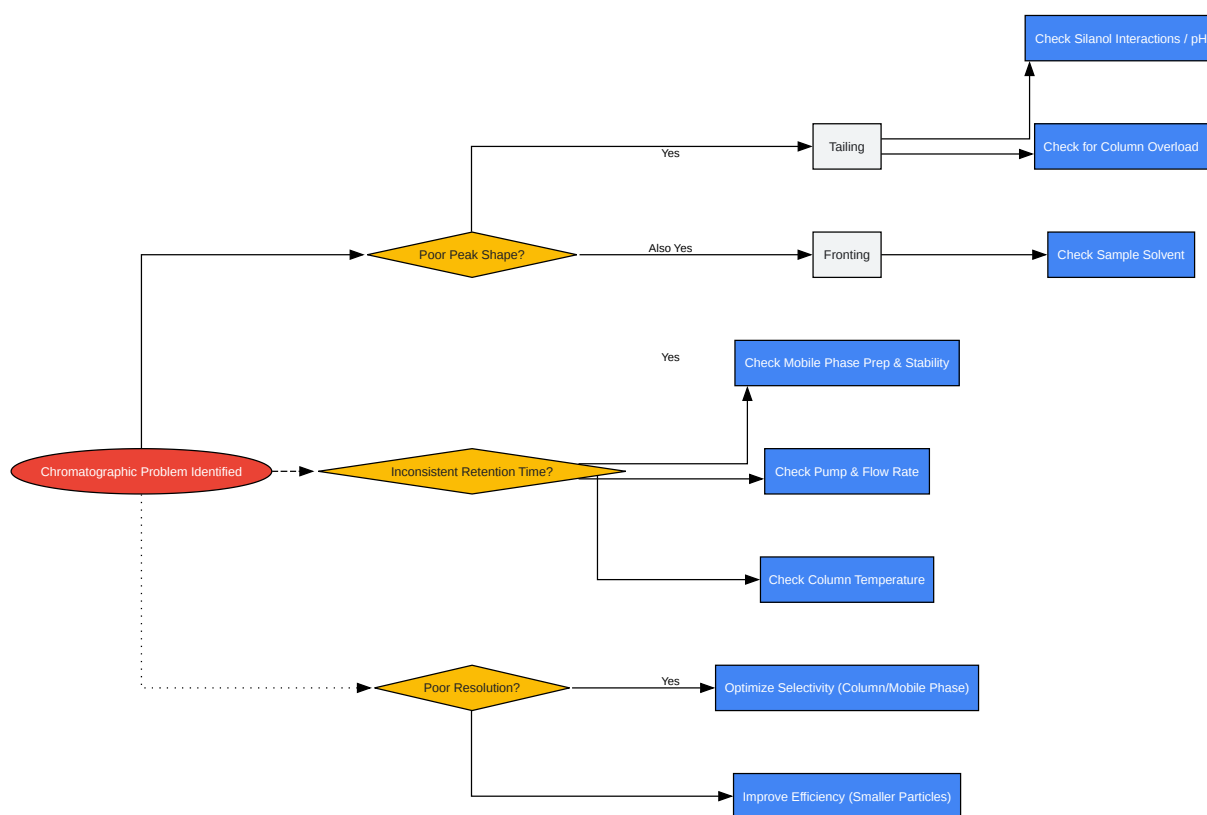 Check Silanol Interactions / pH
Yes
Tailing
Check for Column Overload
Poor Peak Shape?
Also Yes
Fronting
Check Sample Solvent
Yes
Check Mobile Phase Prep & Stability
Chromatographic Problem Identified
Inconsistent Retention Time?
Check Pump & Flow Rate
Check Column Temperature
Poor Resolution?
Yes
Optimize Selectivity (Column/Mobile Phase)
Improve Efficiency (Smaller Particles)